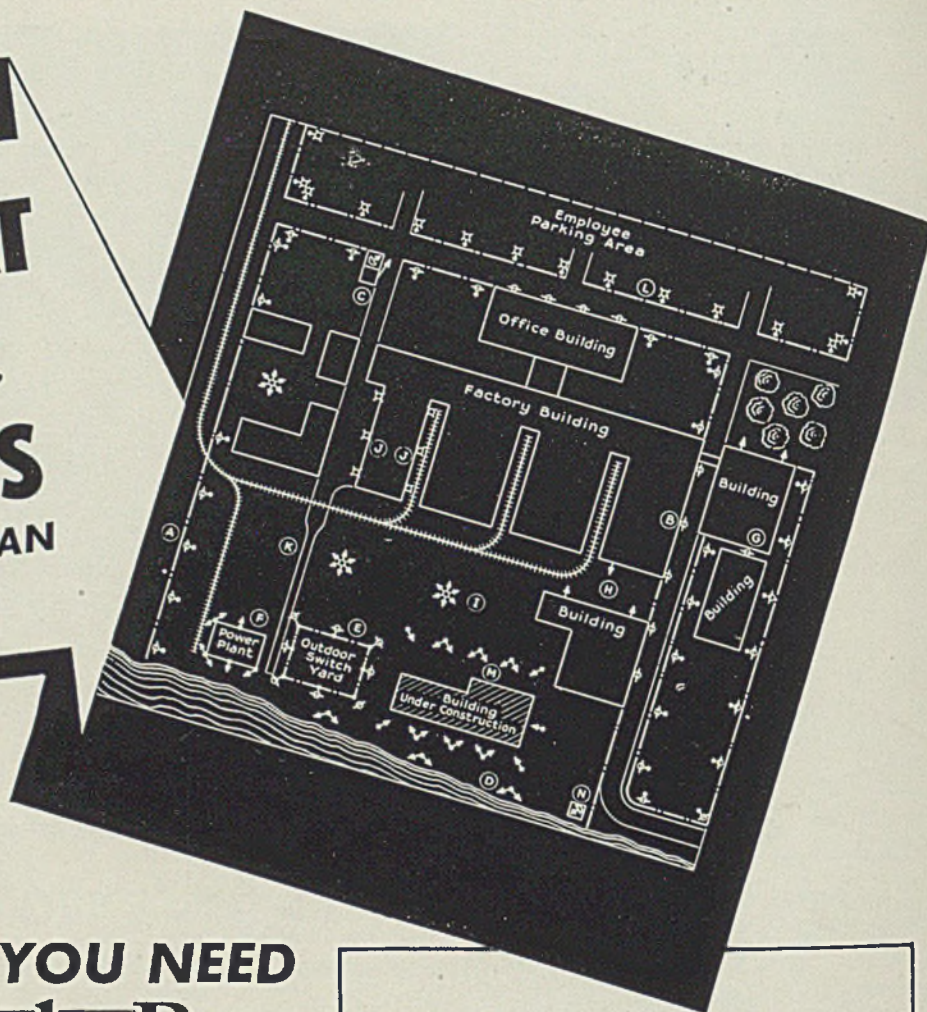 T
S
AN
Employee
Parking Area
L
C
Office Building
Factory Building
J J
Building
B
G
A
K
Building
H
I
Building
F
E
Power
Plant
Outdoor
Switch
Yard
M
Building
Under Construction
D
N
YOU NEED